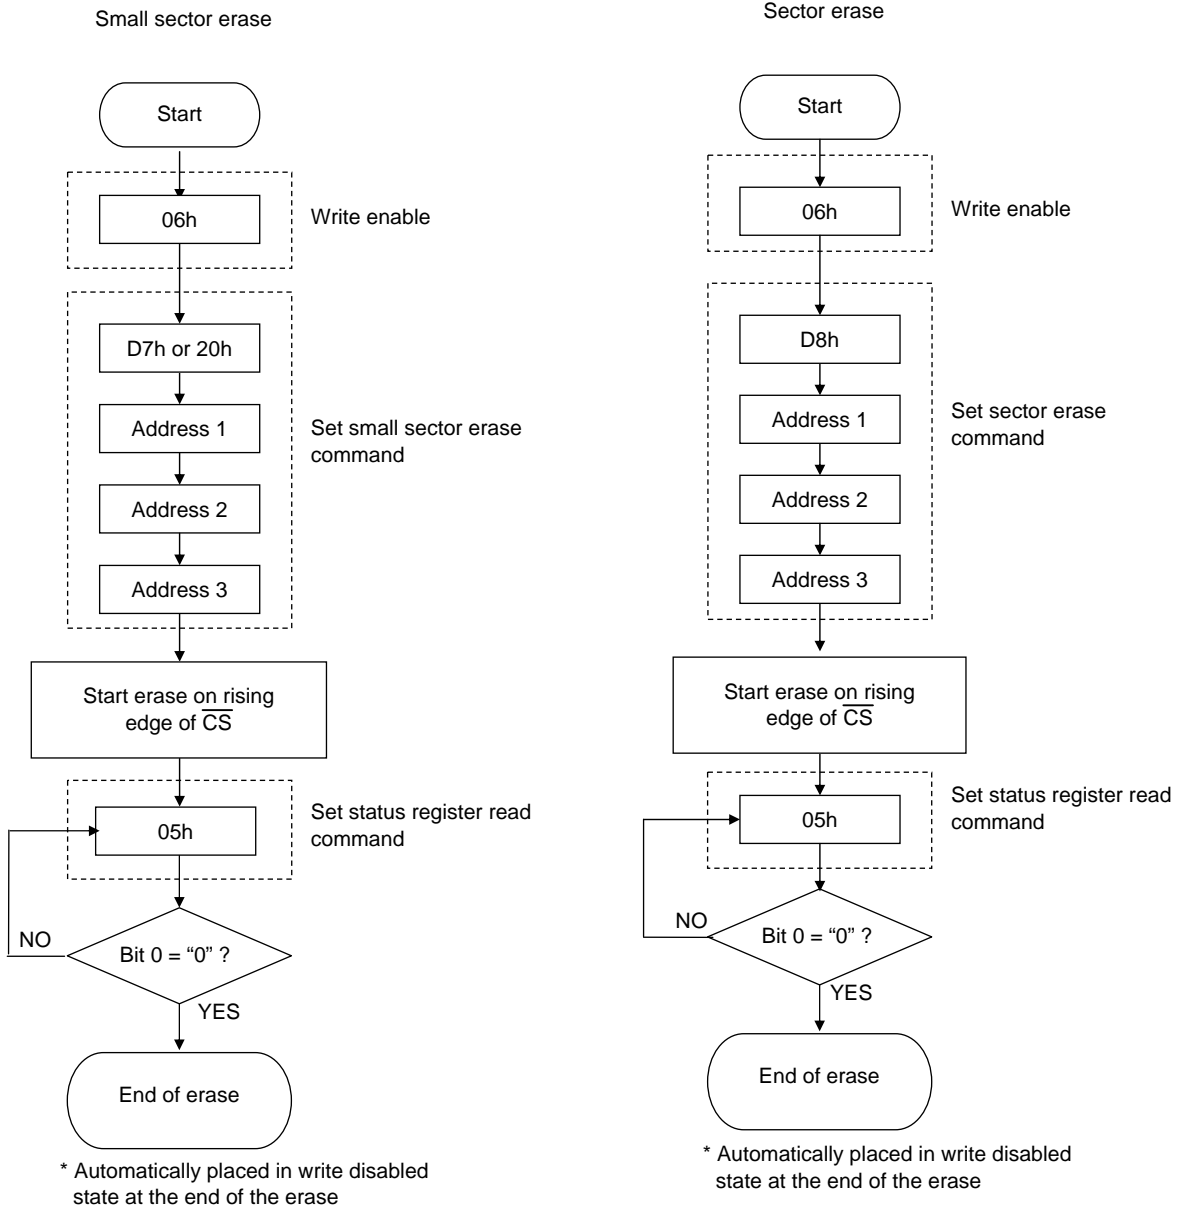 Small sector erase
Start
06h
Write enable
D7h or 20h
Address 1
Set small sector erase
command
Address 2
Address 3
Start erase on rising
edge of C̅S̅
05h
Set status register read
command
NO
Bit 0 = “0” ?
YES
End of erase
* Automatically placed in write disabled
state at the end of the erase
Sector erase
Start
06h
Write enable
D8h
Address 1
Set sector erase
command
Address 2
Address 3
Start erase on rising
edge of C̅S̅
05h
Set status register read
command
NO
Bit 0 = “0” ?
YES
End of erase
* Automatically placed in write disabled
state at the end of the erase